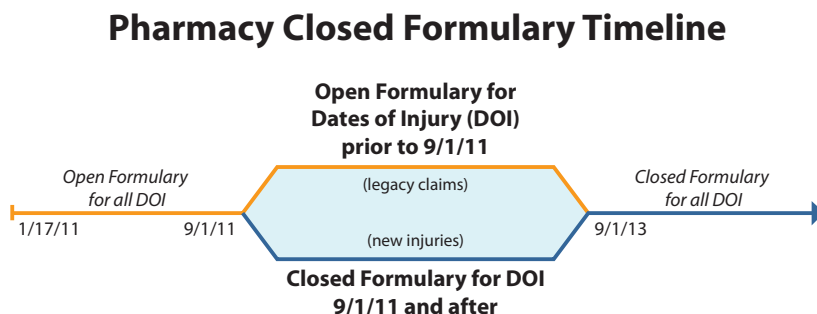 Pharmacy Closed Formulary Timeline
Open Formulary for
Dates of Injury (DOI)
prior to 9/1/11
Open Formulary
for all DOI
(legacy claims)
Closed Formulary
for all DOI
1/17/11
9/1/11
(new injuries)
9/1/13
Closed Formulary for DOI
9/1/11 and after